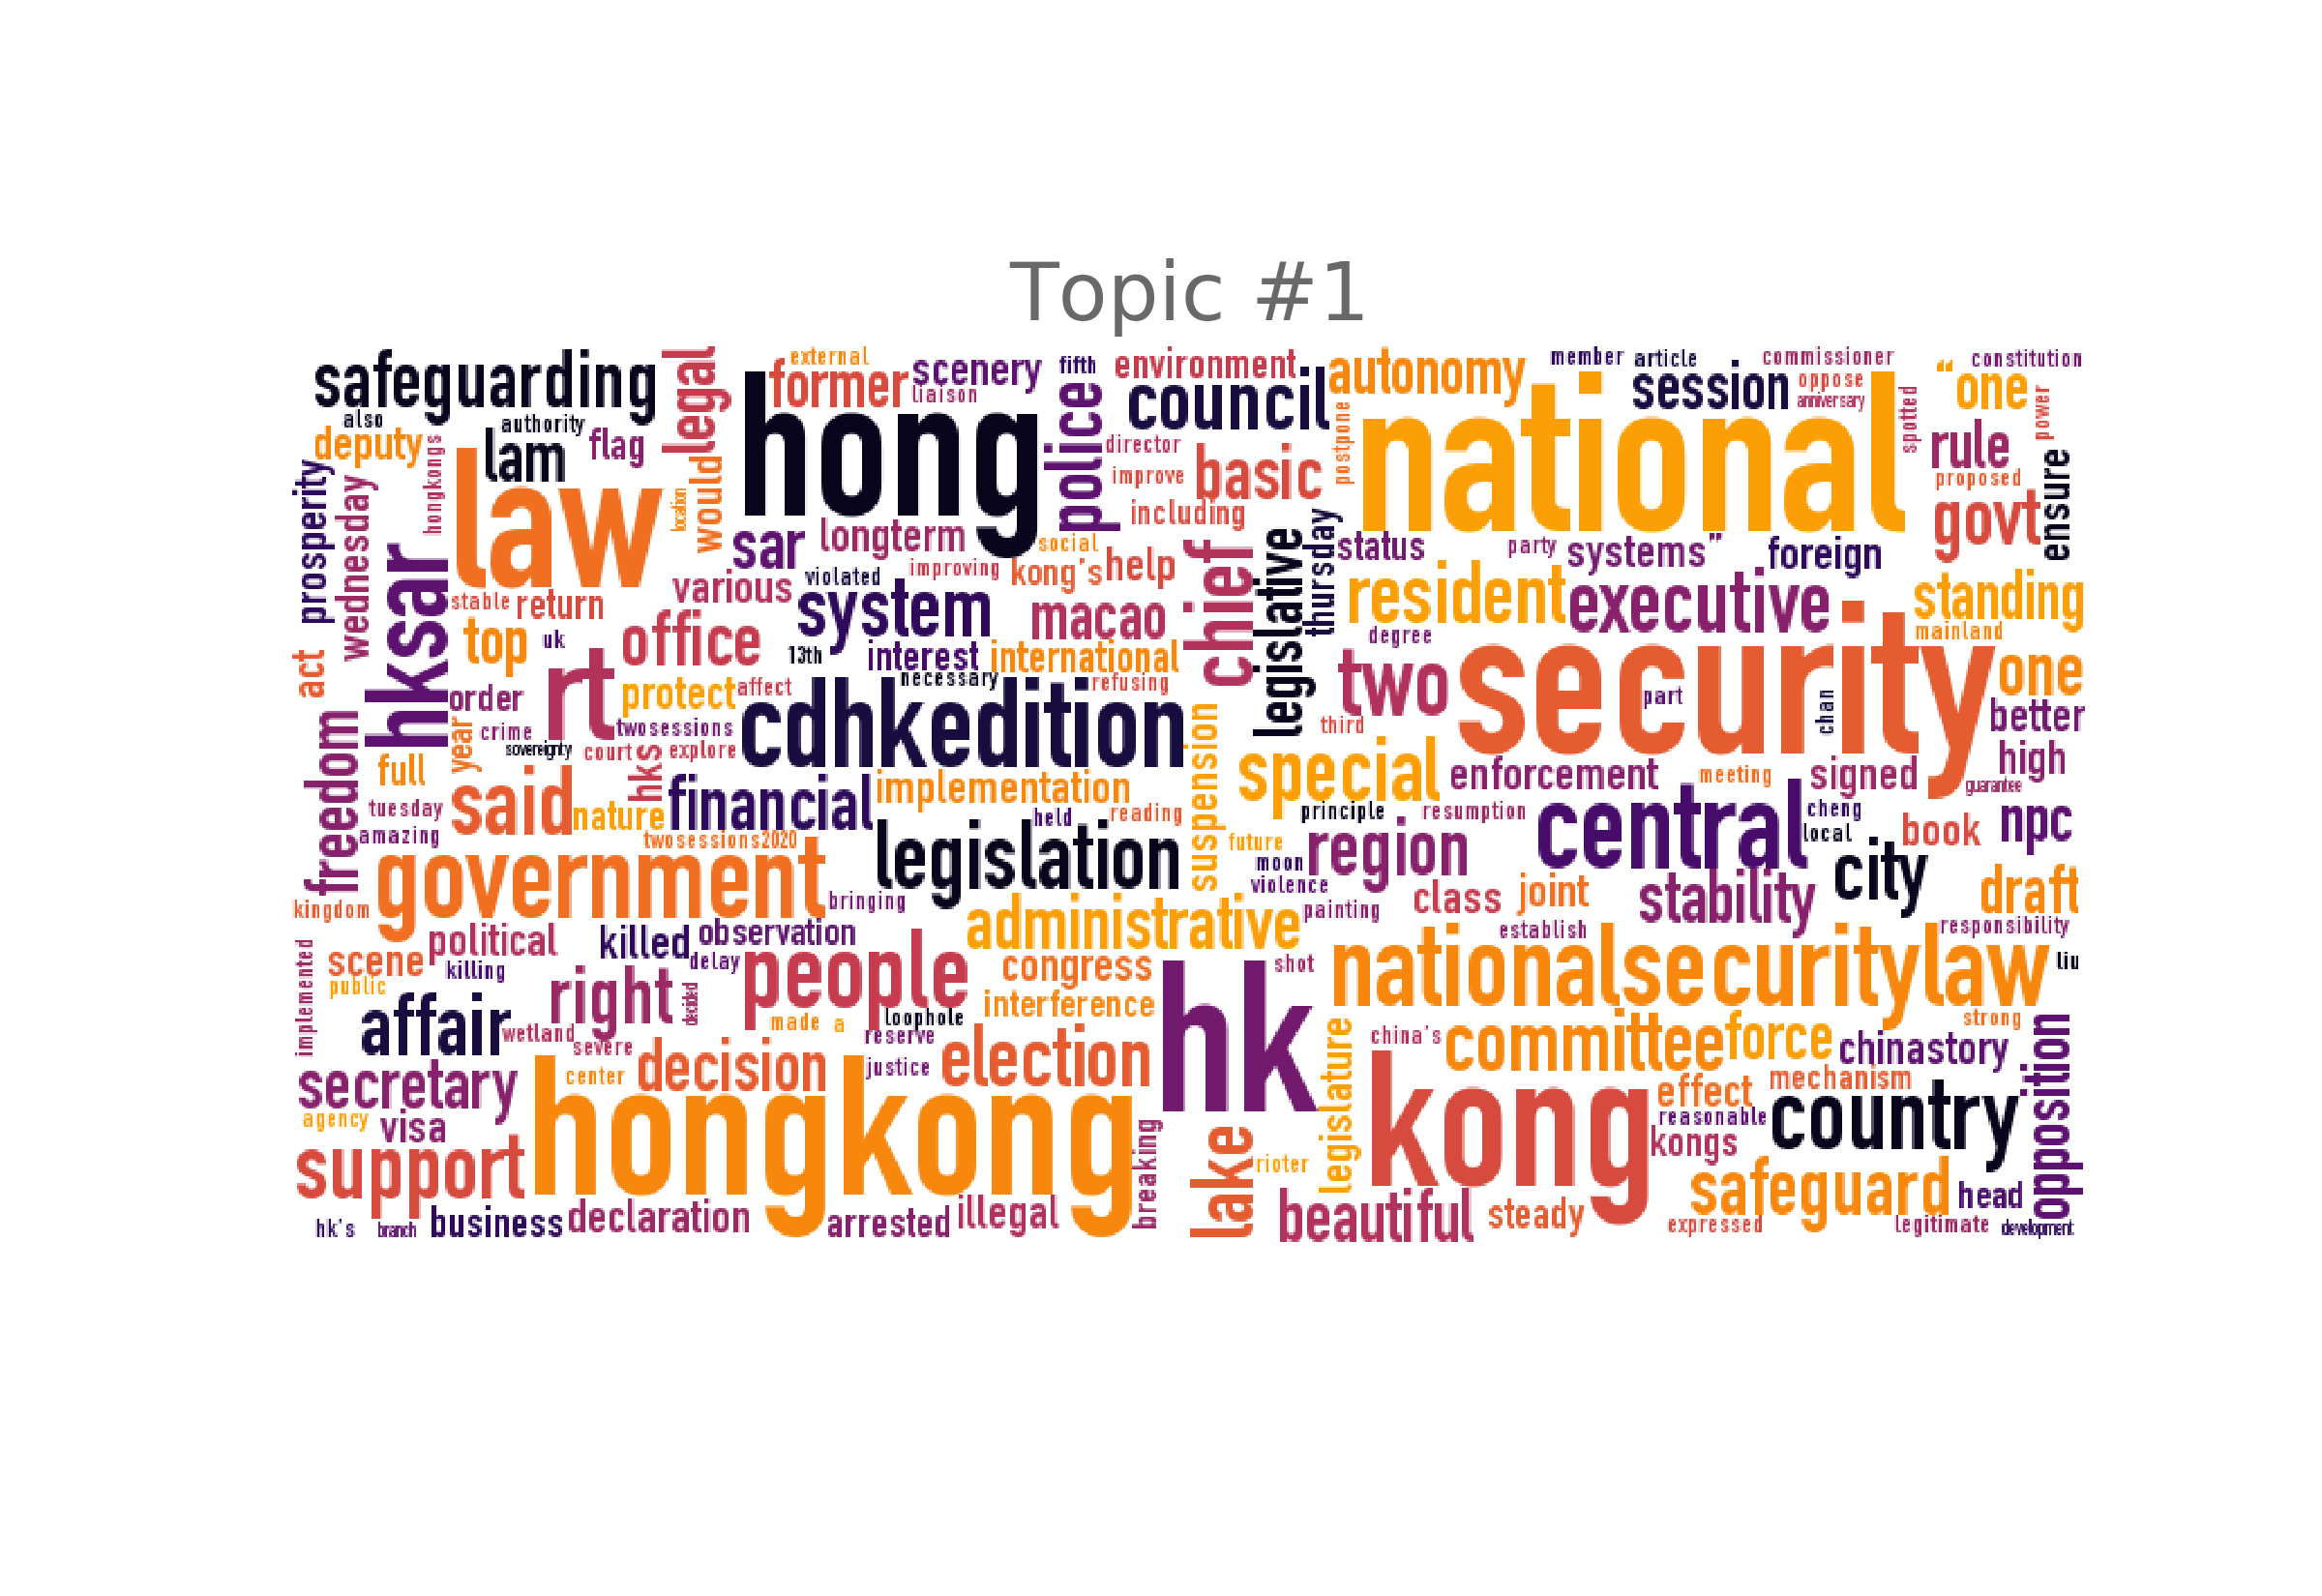 Topic #1
safeguarding legal external former scenery fifth environment autonomy member article commissioner constitution
liaison council session oppose “one
also authority hong police national anniversary spotted power
deputy lam flag hongkongs director postpone rule
law would location improve basic proposed ensure
prosperity wednesday including govt
hksar sar longterm social thursday status party systems” foreign
various violated improving kong's help chief legislative resident executive standing
stable return system macao degree mainland
act top uk office 13th interest international two security one
order rt protect affect necessary refusing part chan better
freedom crime twosessions cdhkedition third
year sovereignty court hks explore suspension special high
full enforcement meeting signed guarantee
tuesday said nature financial implementation principle resumption central cheng npc
amazing held reading local book
twosessions2020 legislation future region city
government moon
kingdom bringing violence class joint stability draft
administrative painting
political killed observation establish responsibility
implemented scene killing delay people congress shot nationalsecuritylaw liu
public right decided interference
affair made a loophole hk strong
wetland reserve legislature china's committee force chinastory opposition
severe decision justice election
secretary center effect mechanism
agency hongkong kong reasonable country
visa breaking lake rioter kongs
support safeguard head
hk's branch business declaration arrested illegal beautiful steady expressed legitimate development